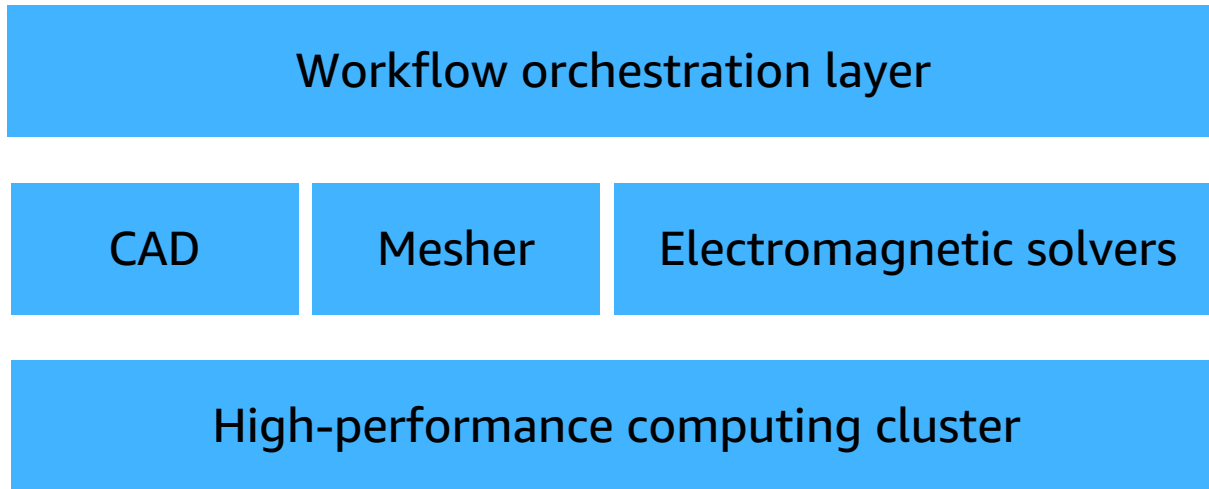 Workflow orchestration layer
CAD
Mesher
Electromagnetic solvers
High-performance computing cluster